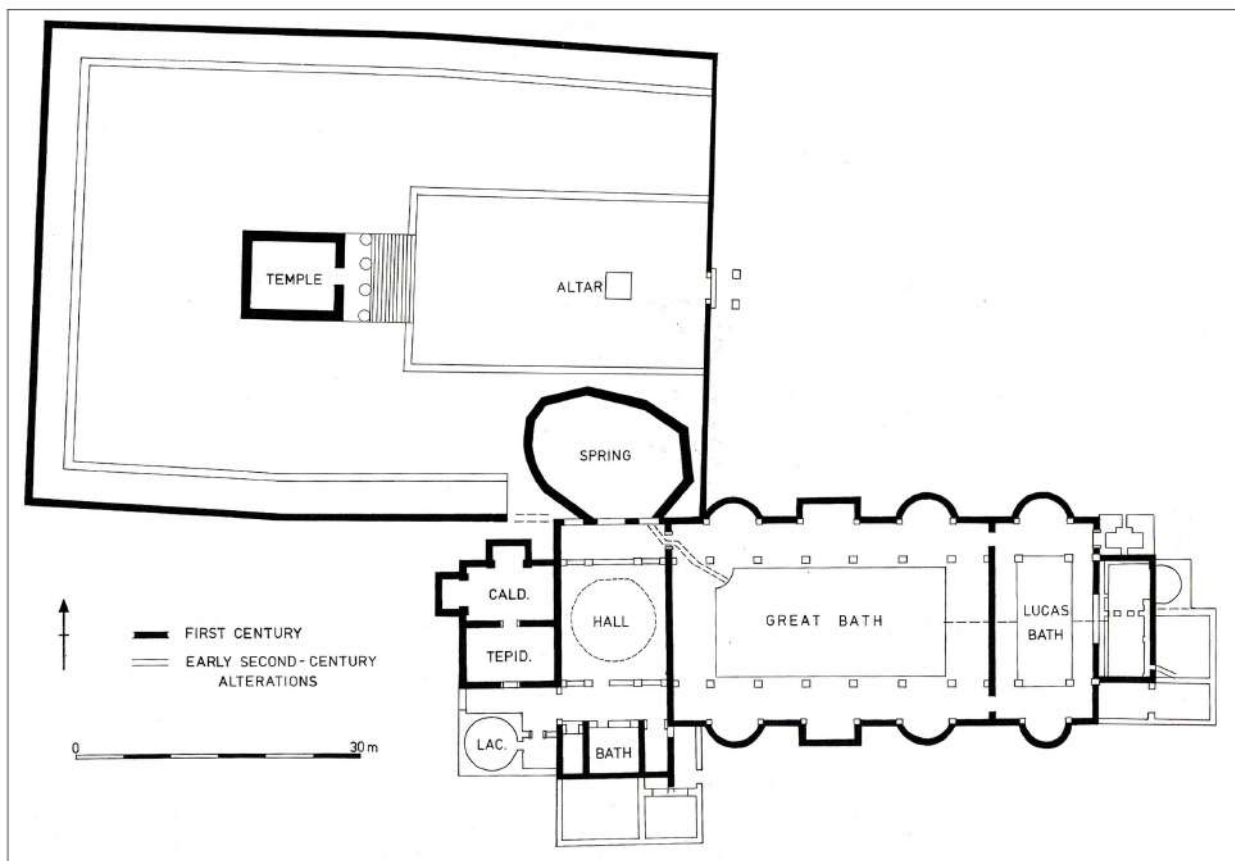 TEMPLE
ALTAR
SPRING
CALD.
HALL
GREAT BATH
LUCAS
BATH
TEPID.
FIRST CENTURY
EARLY SECOND-CENTURY
ALTERATIONS
LAC.
BATH
0 30 m